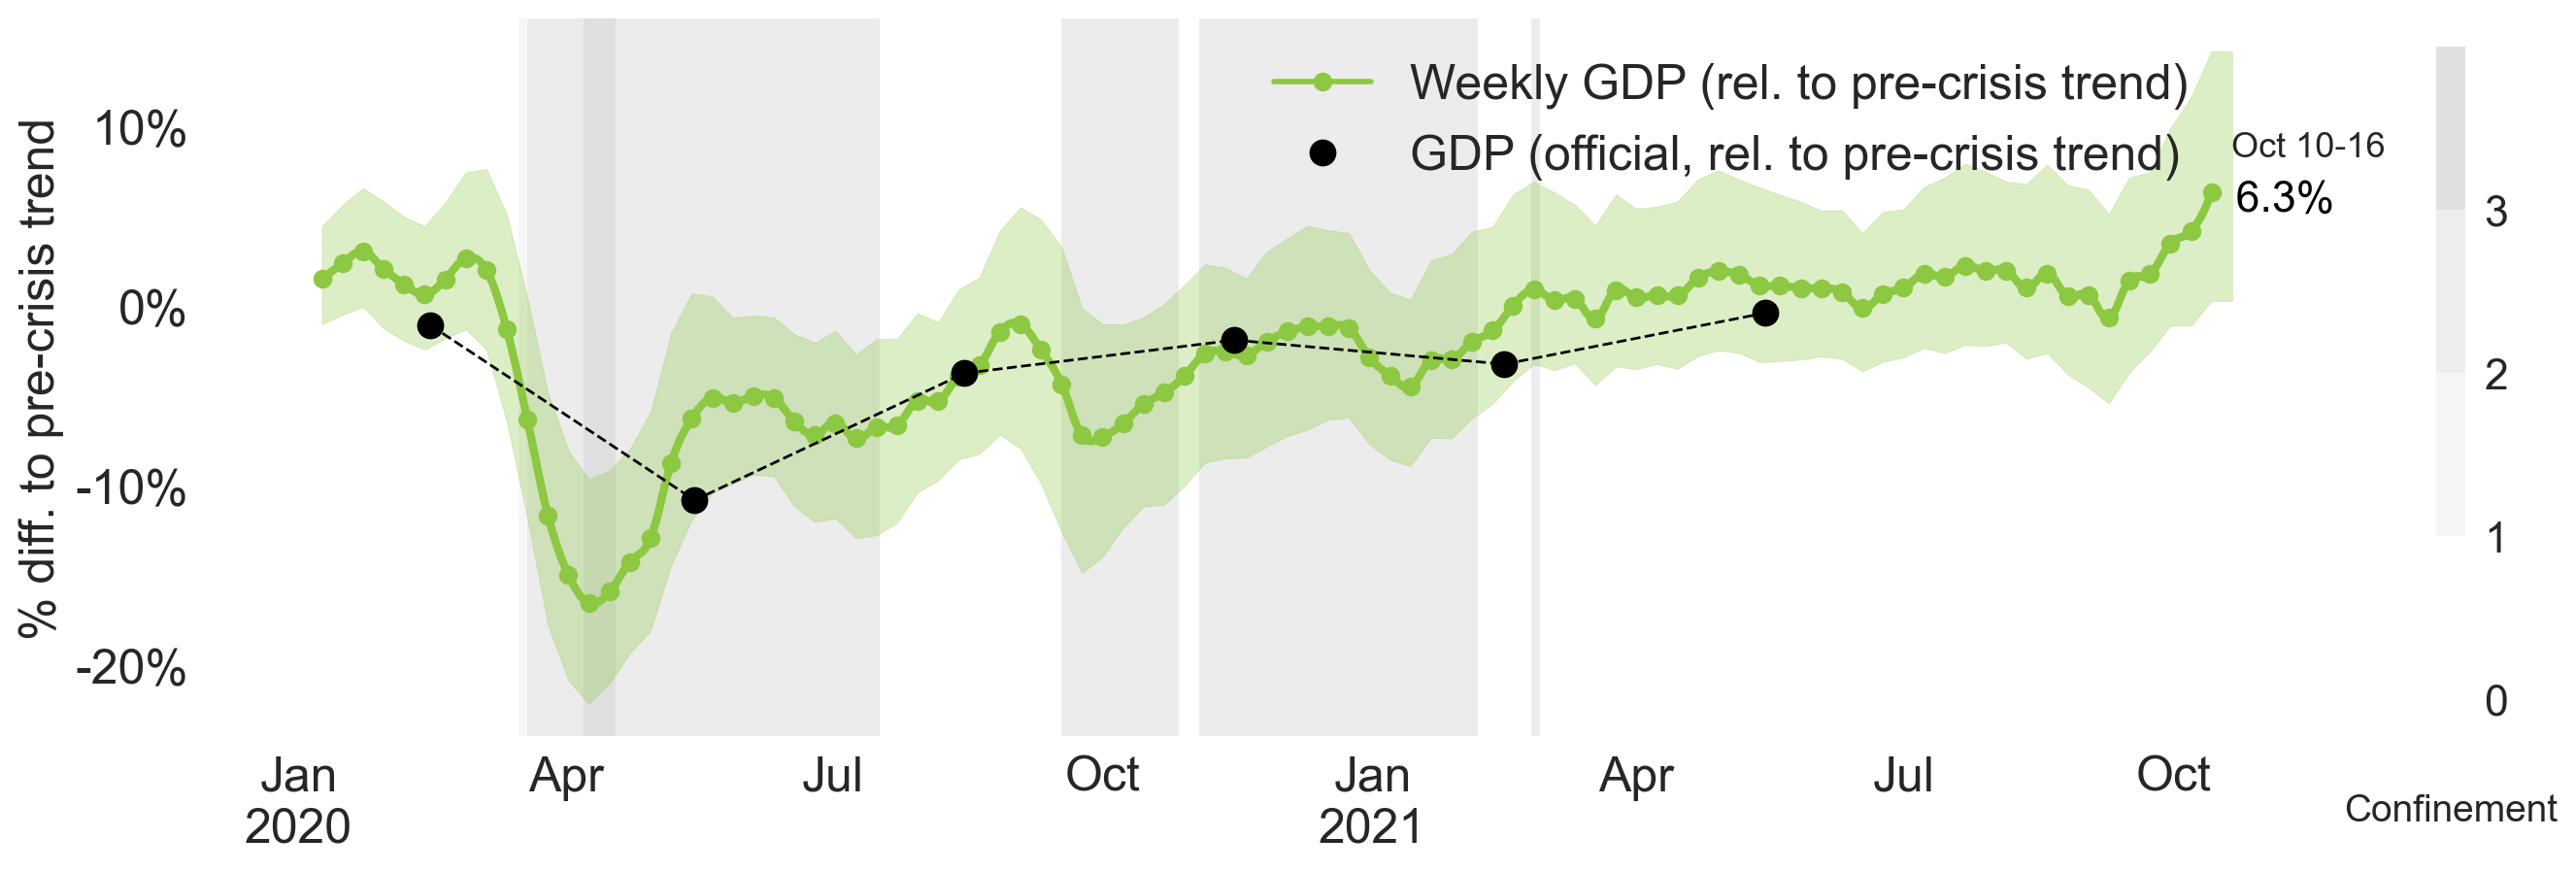 Weekly GDP (rel. to pre-crisis trend)
GDP (official, rel. to pre-crisis trend)
Oct 10-16
6.3%
% diff. to pre-crisis trend
10%
0%
-10%
-20%
3
2
1
0
Jan Apr Jul Oct Jan Apr Jul Oct
2020 2021
Confinement